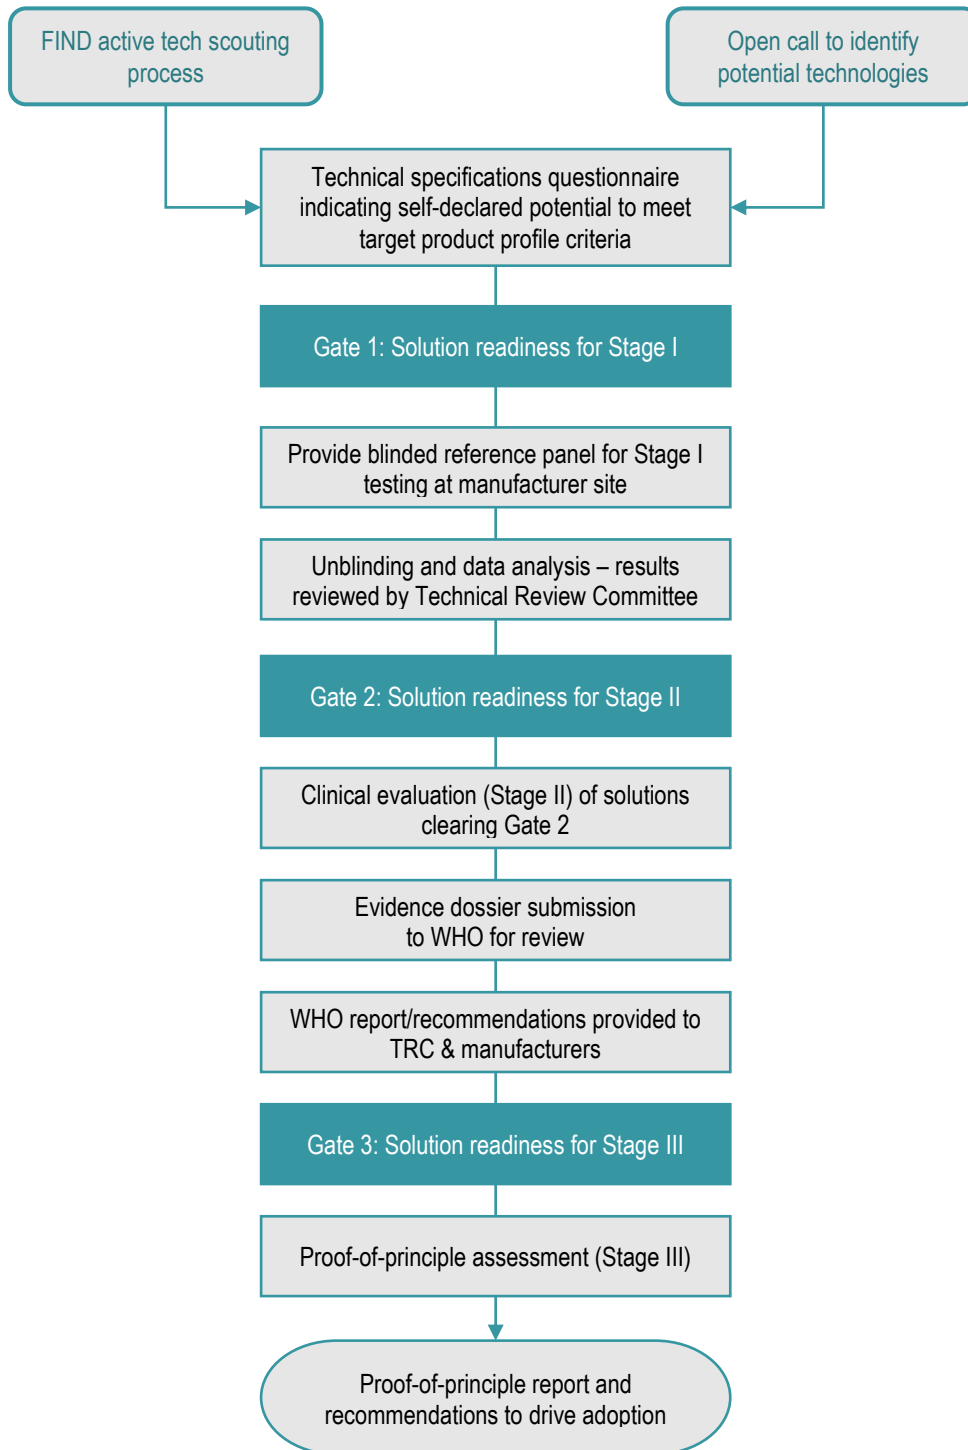 FIND active tech scouting
process
Open call to identify
potential technologies
Technical specifications questionnaire
indicating self-declared potential to meet
target product profile criteria
Gate 1: Solution readiness for Stage I
Provide blinded reference panel for Stage I
testing at manufacturer site
Unblinding and data analysis – results
reviewed by Technical Review Committee
Gate 2: Solution readiness for Stage II
Clinical evaluation (Stage II) of solutions
clearing Gate 2
Evidence dossier submission
to WHO for review
WHO report/recommendations provided to
TRC & manufacturers
Gate 3: Solution readiness for Stage III
Proof-of-principle assessment (Stage III)
Proof-of-principle report and
recommendations to drive adoption